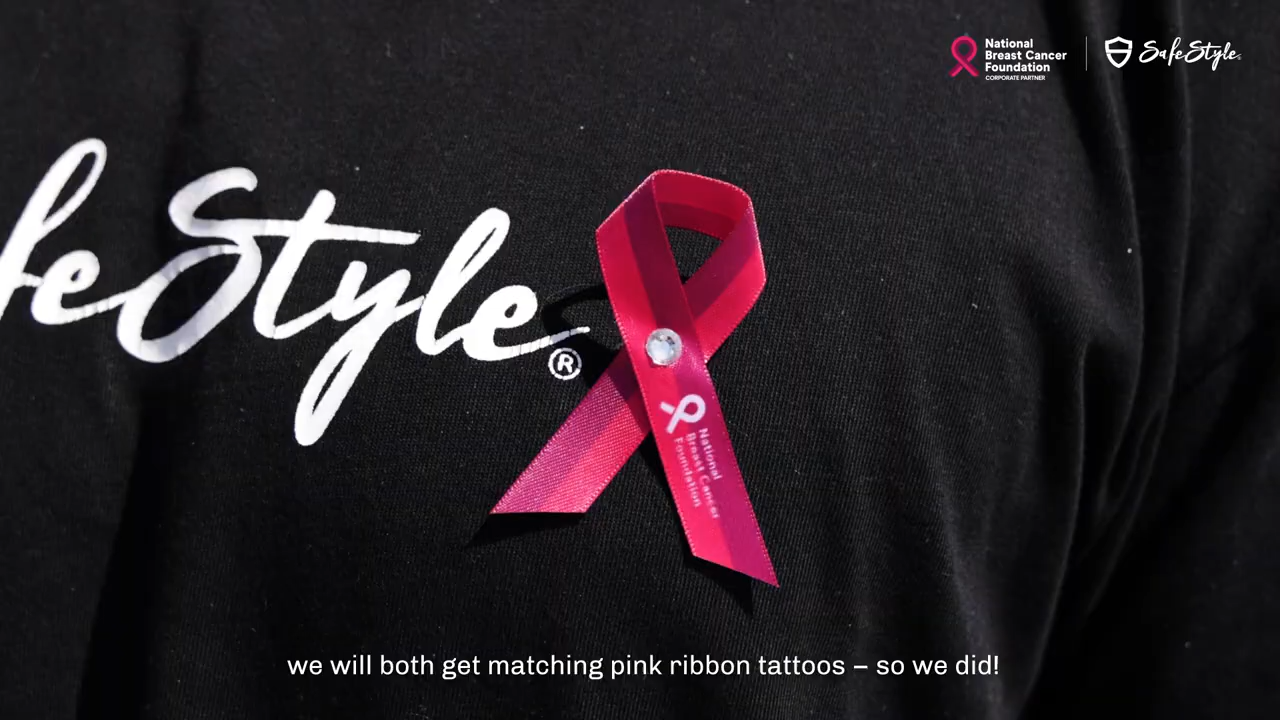 National
Breast Cancer
Foundation
CORPORATE PARTNER
SafeStyle
feStyle®
National
Breast Cancer
Foundation
we will both get matching pink ribbon tattoos – so we did!